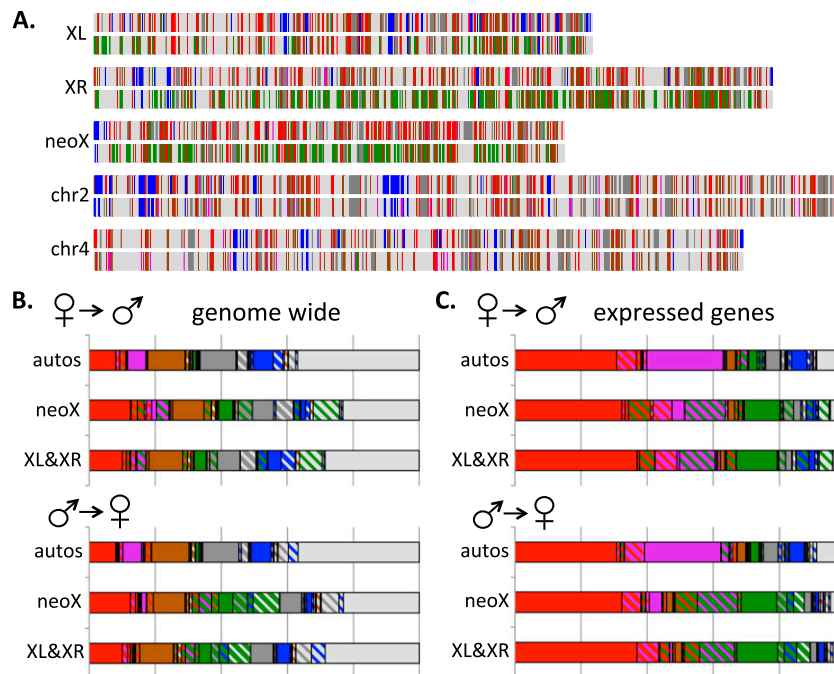 A.
XL
XR
neoX
chr2
chr4
B.
♀→♂ genome wide
autos
neoX
XL&XR
♂→♀
autos
neoX
XL&XR
C.
♀→♂ expressed genes
autos
neoX
XL&XR
♂→♀
autos
neoX
XL&XR